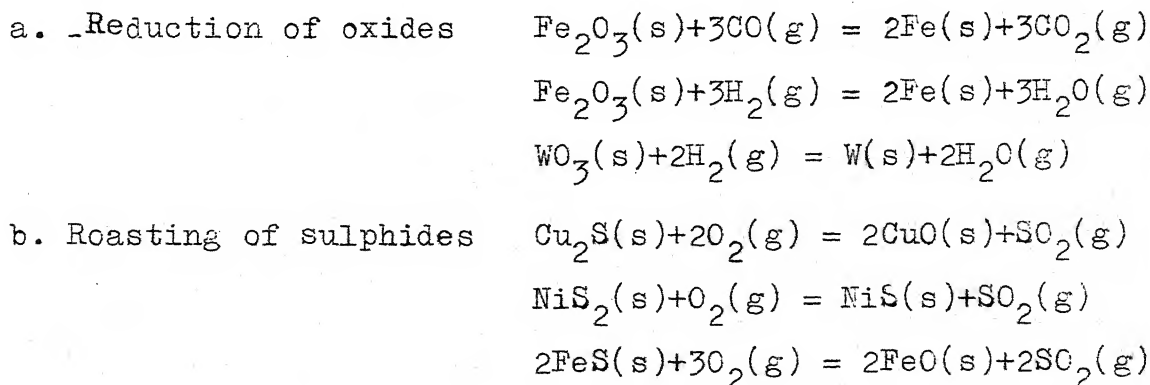 a. -Reduction of oxides Fe₂O₃(s)+3CO(g) = 2Fe(s)+3CO₂(g)
Fe₂O₃(s)+3H₂(g) = 2Fe(s)+3H₂O(g)
WO₃(s)+2H₂(g) = W(s)+2H₂O(g)
b. Roasting of sulphides Cu₂S(s)+2O₂(g) = 2CuO(s)+SO₂(g)
NiS₂(s)+O₂(g) = NiS(s)+SO₂(g)
2FeS(s)+3O₂(g) = 2FeO(s)+2SO₂(g)